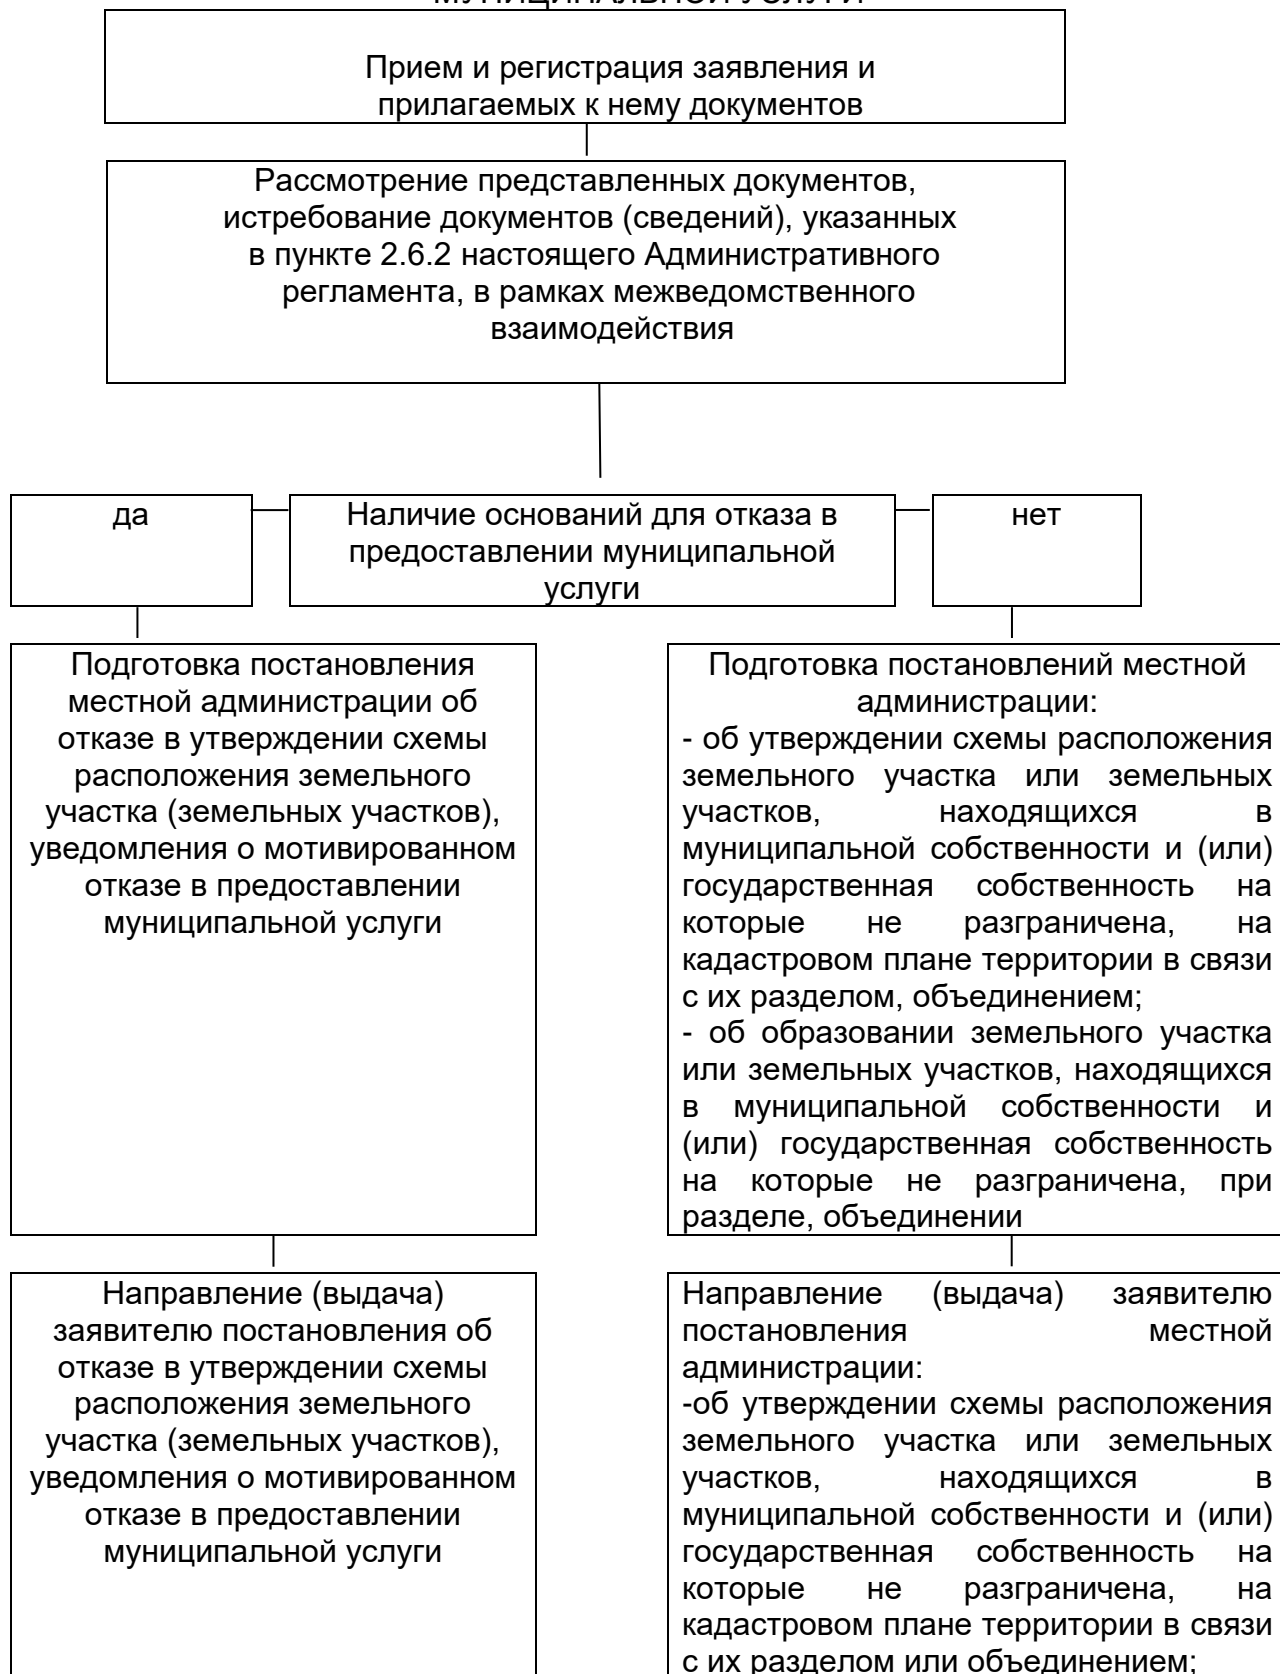 МУНИЦИПАЛЬНОЙ УСЛУГИ
Прием и регистрация заявления и
прилагаемых к нему документов
Рассмотрение представленных документов,
истребование документов (сведений), указанных
в пункте 2.6.2 настоящего Административного
регламента, в рамках межведомственного
взаимодействия
да
Наличие оснований для отказа в
предоставлении муниципальной
услуги
нет
Подготовка постановления
местной администрации об
отказе в утверждении схемы
расположения земельного
участка (земельных участков),
уведомления о мотивированном
отказе в предоставлении
муниципальной услуги
Подготовка постановлений местной
администрации:
- об утверждении схемы расположения
земельного участка или земельных
участков, находящихся в
муниципальной собственности и (или)
государственная собственность на
которые не разграничена, на
кадастровом плане территории в связи
с их разделом, объединением;
- об образовании земельного участка
или земельных участков, находящихся
в муниципальной собственности и
(или) государственная собственность
на которые не разграничена, при
разделе, объединении
Направление (выдача)
заявителю постановления об
отказе в утверждении схемы
расположения земельного
участка (земельных участков),
уведомления о мотивированном
отказе в предоставлении
муниципальной услуги
Направление (выдача) заявителю
постановления местной
администрации:
-об утверждении схемы расположения
земельного участка или земельных
участков, находящихся в
муниципальной собственности и (или)
государственная собственность на
которые не разграничена, на
кадастровом плане территории в связи
с их разделом или объединением;